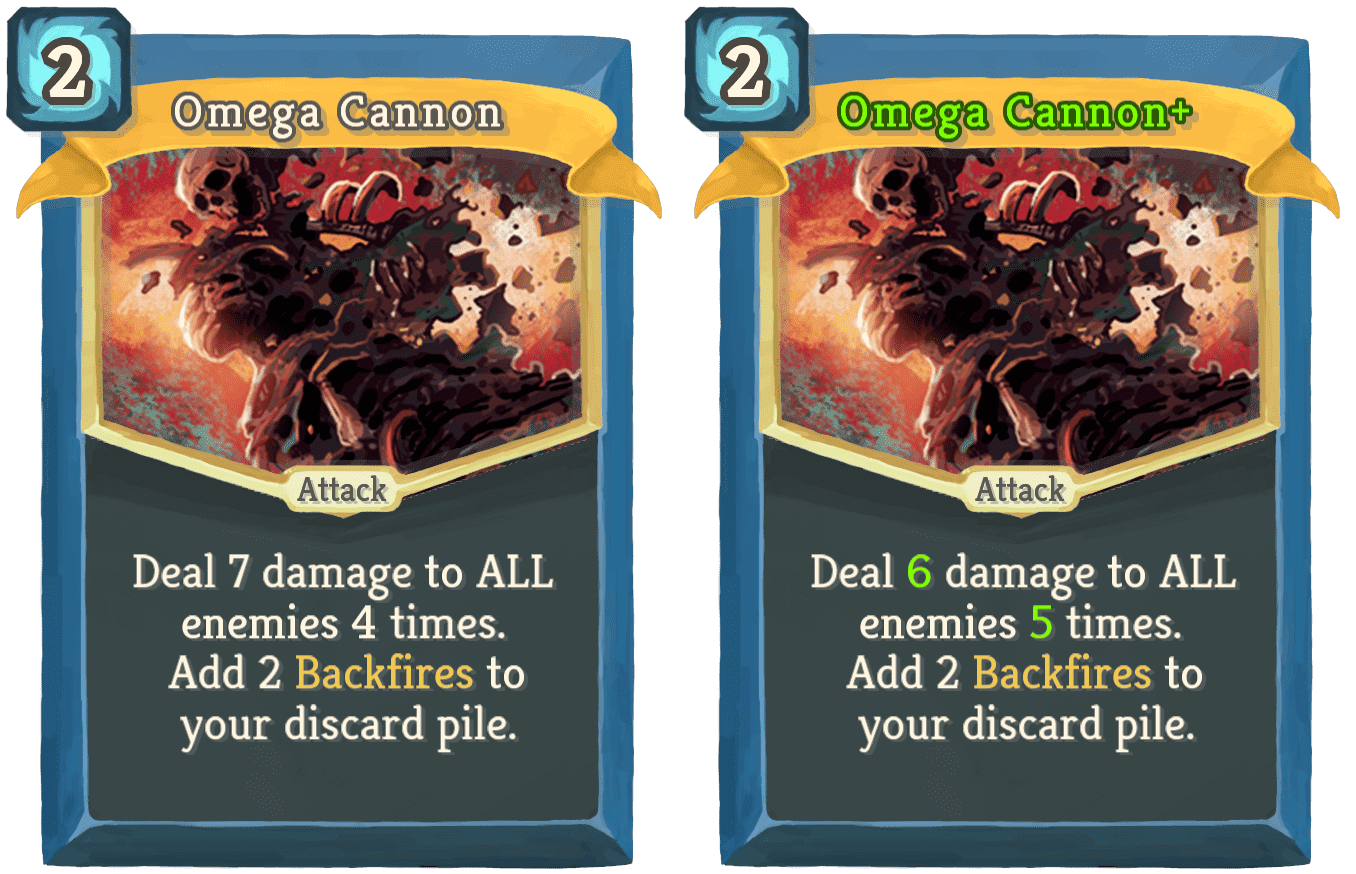 2
Omega Cannon
Attack
Deal 7 damage to ALL
enemies 4 times.
Add 2 Backfires to
your discard pile.
2
Omega Cannon+
Attack
Deal 6 damage to ALL
enemies 5 times.
Add 2 Backfires to
your discard pile.